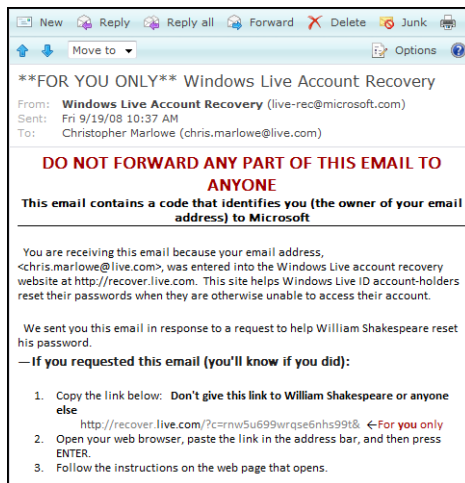 New Reply Reply all Forward Delete Junk
Move to Options
**FOR YOU ONLY** Windows Live Account Recovery
From: Windows Live Account Recovery (live-rec@microsoft.com)
Sent: Fri 9/19/08 10:37 AM
To: Christopher Marlowe (chris.marlowe@live.com)
DO NOT FORWARD ANY PART OF THIS EMAIL TO
ANYONE
This email contains a code that identifies you (the owner of your email
address) to Microsoft
You are receiving this email because your email address,
<chris.marlowe@live.com>, was entered into the Windows Live account recovery
website at http://recover.live.com. This site helps Windows Live ID account-holders
reset their passwords when they are otherwise unable to access their account.
We sent you this email in response to a request to help William Shakespeare reset
his password.
—If you requested this email (you'll know if you did):
1. Copy the link below: Don't give this link to William Shakespeare or anyone
else
http://recover.live.com/?c=rnw5u699wrqse6nhs99t& ←For you only
2. Open your web browser, paste the link in the address bar, and then press
ENTER.
3. Follow the instructions on the web page that opens.